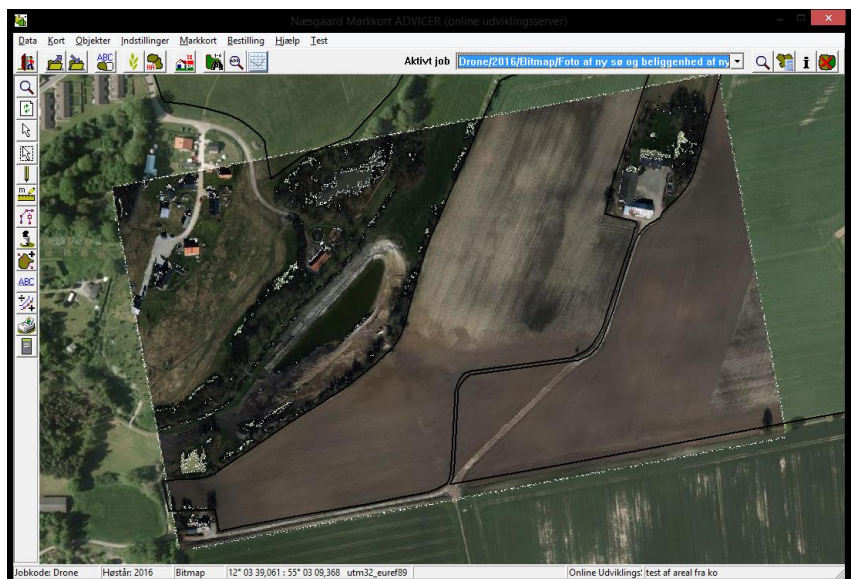 Næsgaard Markkort ADVICER (online udviklingsserver)
Data Kort Objekter Indstillinger Markkort Bestilling Hjælp Test
Aktivt job Drone/2016/Bitmap/Foto af ny sø og beliggenhed af ny
ABC
HA
m
ABC
Jobkode: Drone Høstår: 2016 Bitmap 12° 03 39,061 : 55° 03 09,368 utm32_euref89 Online Udviklings: test af areal fra ko